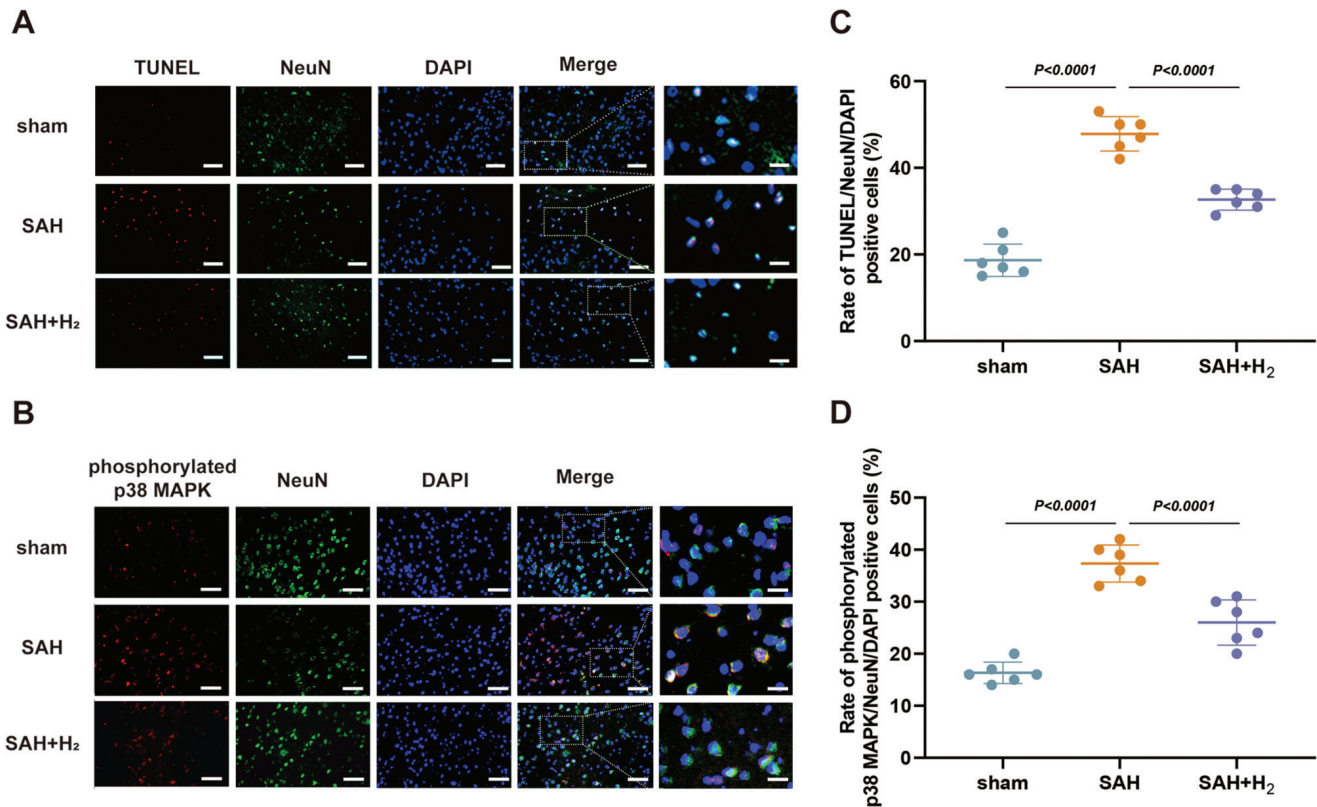 A
TUNEL NeuN DAPI Merge
sham
SAH
SAH+H₂
B
phosphorylated
p38 MAPK NeuN DAPI Merge
sham
SAH
SAH+H₂
C
Rate of TUNEL/NeuN/DAPI
positive cells (%)
60
40
20
0
P<0.0001 P<0.0001
sham SAH SAH+H₂
D
Rate of phosphorylated
p38 MAPK/NeuN/DAPI positive cells (%)
50
40
30
20
10
0
P<0.0001 P<0.0001
sham SAH SAH+H₂